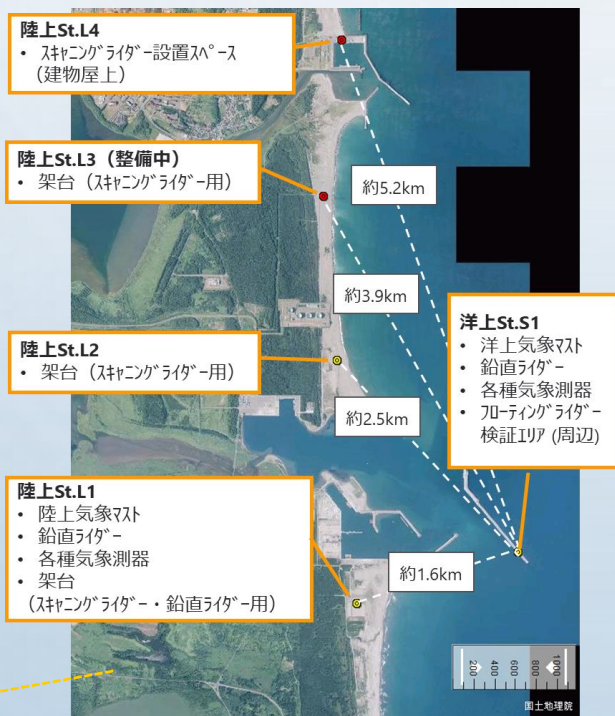 陸上St.L4
• スキャニングライダー設置スペース
（建物屋上）
陸上St.L3（整備中）
• 架台（スキャニングライダー用）
約5.2km
約3.9km
陸上St.L2
• 架台（スキャニングライダー用）
約2.5km
洋上St.S1
• 洋上気象マスト
• 鉛直ライダー
• 各種気象測器
• フローティングライダー
検証エリア (周辺)
陸上St.L1
• 陸上気象マスト
• 鉛直ライダー
• 各種気象測器
• 架台
（スキャニングライダー・鉛直ライダー用）
約1.6km
200 400 600 800 1000
国土地理院